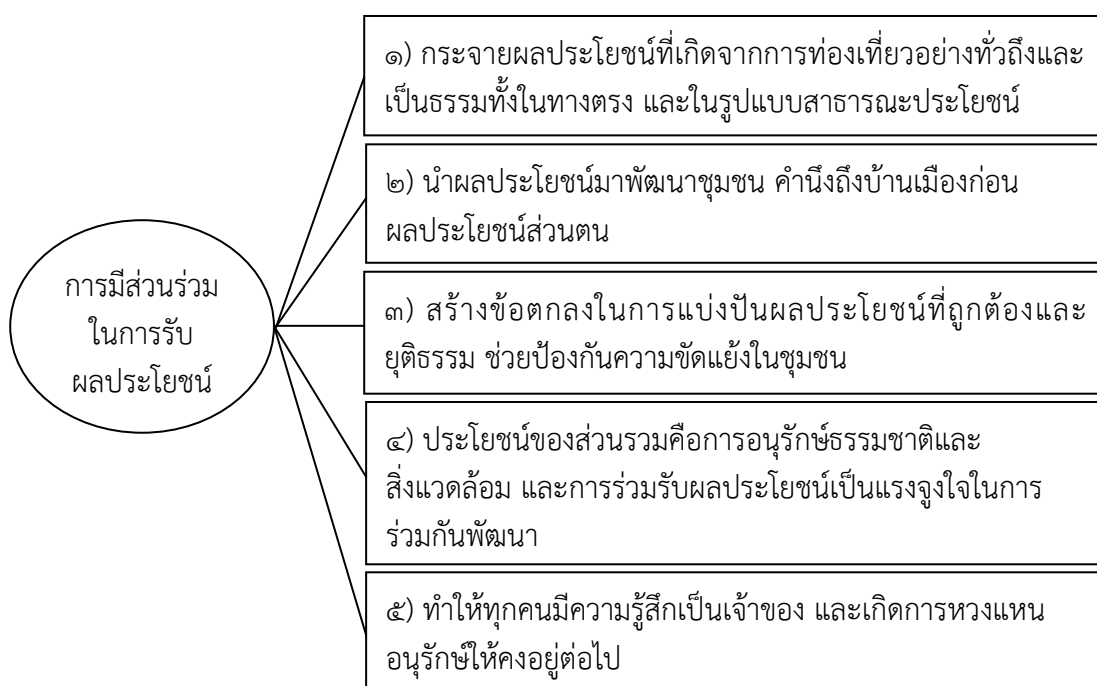 การมีส่วนร่วม
ในการรับ
ผลประโยชน์
๑) กระจายผลประโยชน์ที่เกิดจากการท่องเที่ยวอย่างทั่วถึงและ
เป็นธรรมทั้งในทางตรง และในรูปแบบสาธารณะประโยชน์
๒) นำผลประโยชน์มาพัฒนาชุมชน คำนึงถึงบ้านเมืองก่อน
ผลประโยชน์ส่วนตน
๓) สร้างข้อตกลงในการแบ่งปันผลประโยชน์ที่ถูกต้องและ
ยุติธรรม ช่วยป้องกันความขัดแย้งในชุมชน
๔) ประโยชน์ของส่วนรวมคือการอนุรักษ์ธรรมชาติและ
สิ่งแวดล้อม และการร่วมรับผลประโยชน์เป็นแรงจูงใจในการ
ร่วมกันพัฒนา
๕) ทำให้ทุกคนมีความรู้สึกเป็นเจ้าของ และเกิดการหวงแหน
อนุรักษ์ให้คงอยู่ต่อไป